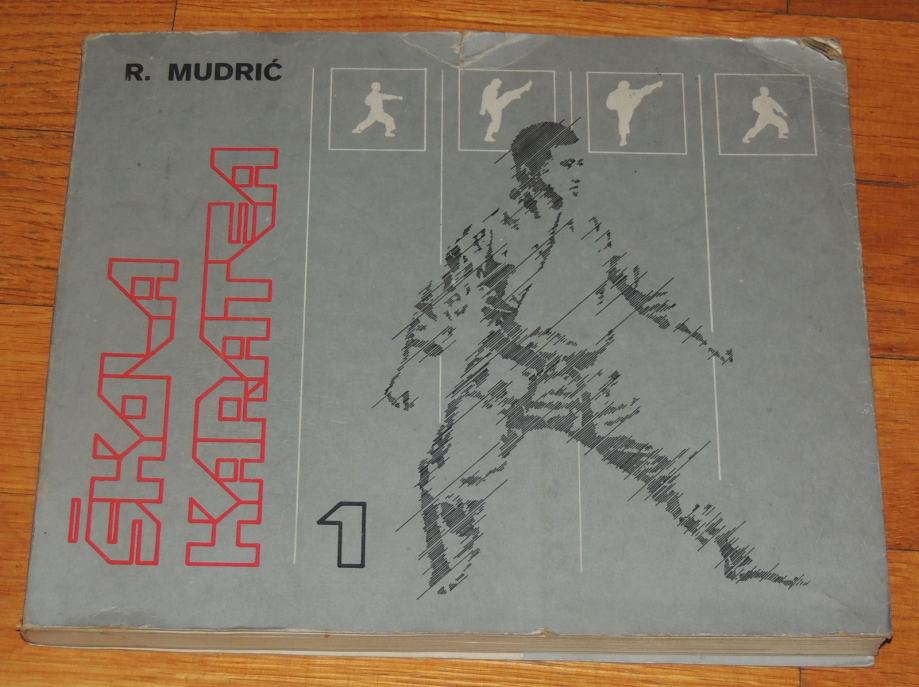 R. MUDRIĆ
ŠKOLA
KARATEA
1